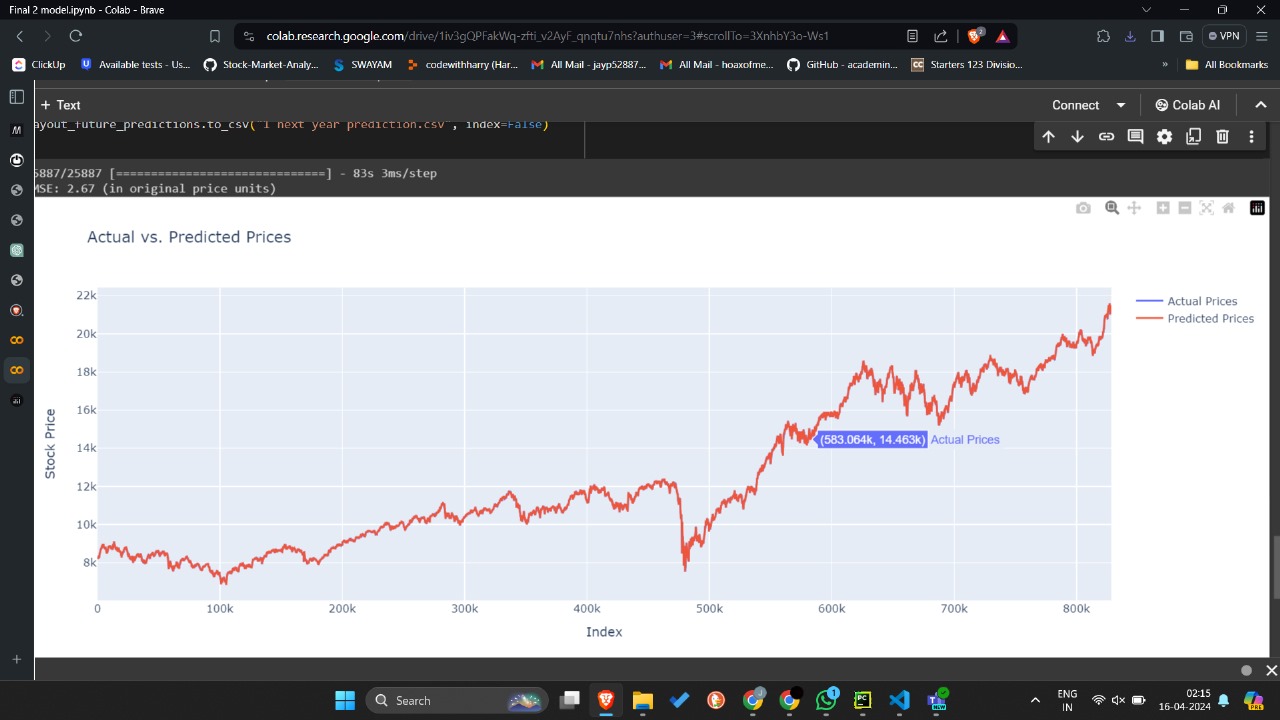 Final 2 model.ipynb - Colab - Brave
colab.research.google.com/drive/1iv3gQPFakWq-zfti_v2AyF_qnqtu7nhs?authuser=3#scrollTo=3XnhbY3o-Ws1
2
VPN
ClickUp
Available tests - Us...
Stock-Market-Analy...
SWAYAM
codewithharry (Har...
All Mail - jayp52887...
All Mail - hoaxofme...
GitHub - academin...
Starters 123 Divisio...
»
All Bookmarks
+ Text
Connect
Colab AI
ayout_future_predictions.to_csv("1 next year prediction.csv", index=False)
5887/25887 [==============================] - 83s 3ms/step
MSE: 2.67 (in original price units)
Actual vs. Predicted Prices
22k
20k
18k
16k
14k
12k
10k
8k
Stock Price
Actual Prices
Predicted Prices
(583.064k, 14.463k) Actual Prices
0 100k 200k 300k 400k 500k 600k 700k 800k
Index
Search
1
ENG
IN
02:15
16-04-2024